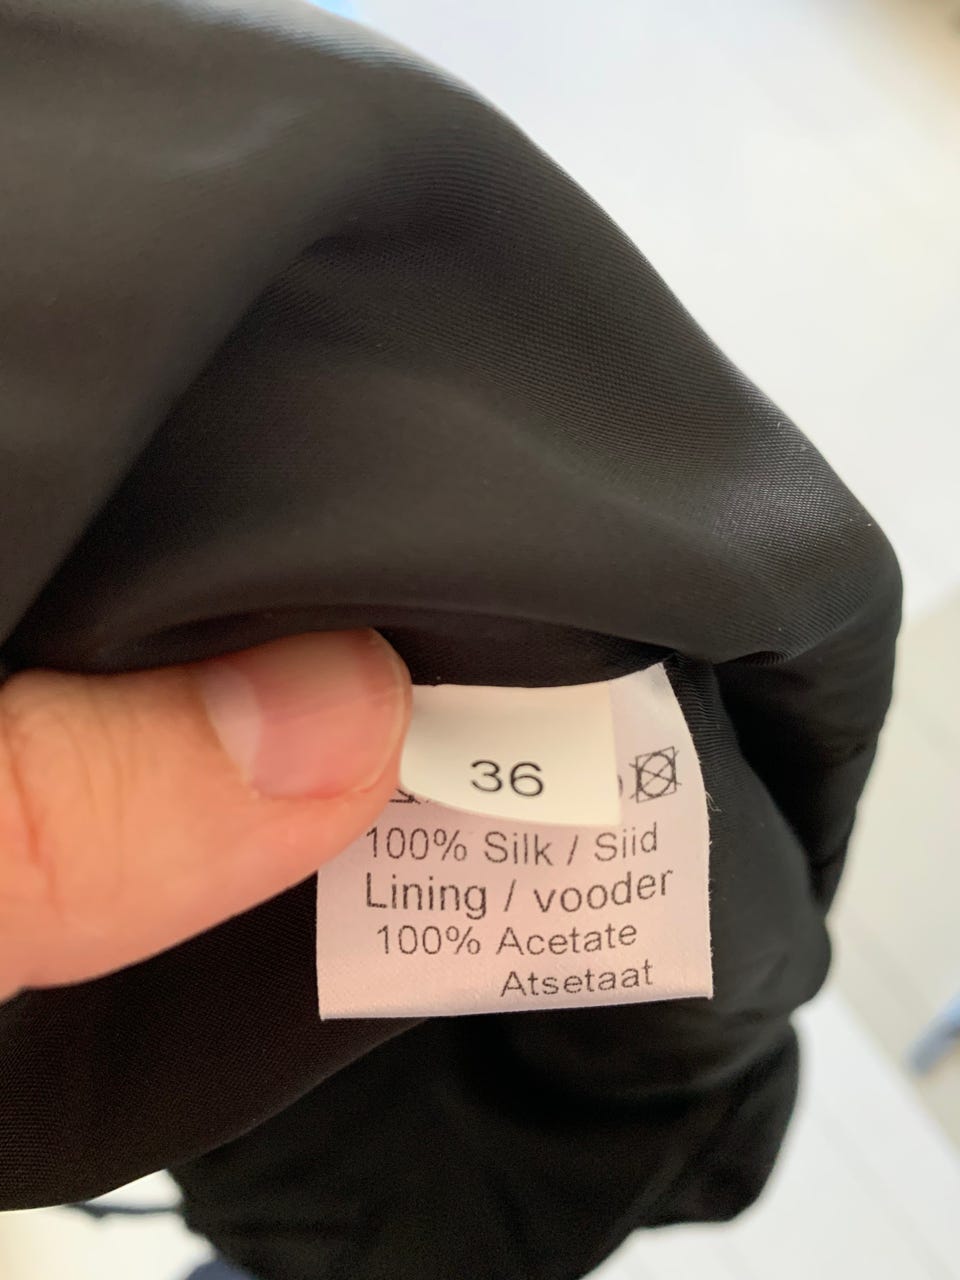 36
100% Silk / Siid
Lining / vooder
100% Acetate
Atsetaat